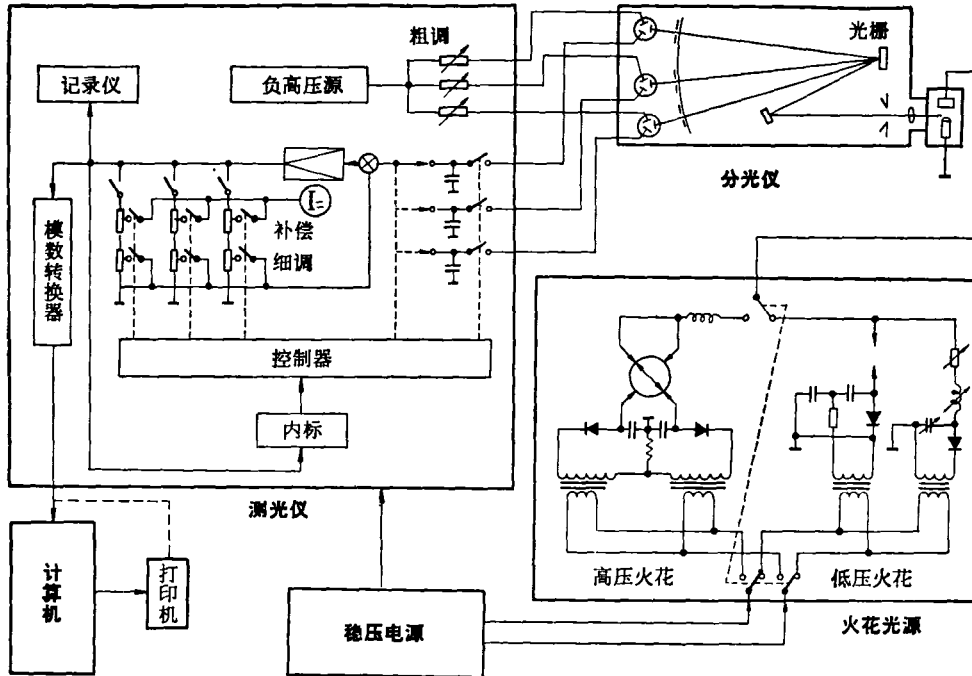 粗调
光栅
记录仪
负高压源
分光仪
补偿
细调
模数转换器
控制器
内标
测光仪
高压火花
低压火花
火花光源
计算机
打印机
稳压电源